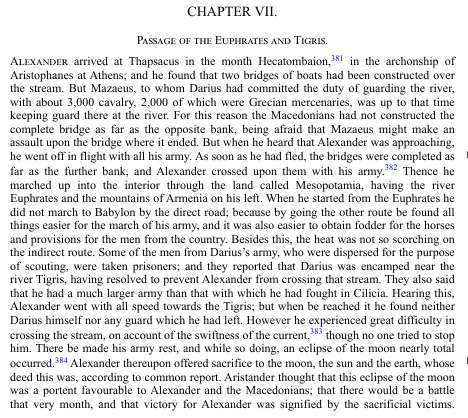 CHAPTER VII.
PASSAGE OF THE EUPHRATES AND TIGRIS.
ALEXANDER arrived at Thapsacus in the month Hecatombaion,381 in the archonship of
Aristophanes at Athens; and he found that two bridges of boats had been constructed over
the stream. But Mazaeus, to whom Darius had committed the duty of guarding the river,
with about 3,000 cavalry, 2,000 of which were Grecian mercenaries, was up to that time
keeping guard there at the river. For this reason the Macedonians had not constructed the
complete bridge as far as the opposite bank, being afraid that Mazaeus might make an
assault upon the bridge where it ended. But when he heard that Alexander was approaching,
he went off in flight with all his army. As soon as he had fled, the bridges were completed as
far as the further bank, and Alexander crossed upon them with his army.382 Thence he
marched up into the interior through the land called Mesopotamia, having the river
Euphrates and the mountains of Armenia on his left. When he started from the Euphrates he
did not march to Babylon by the direct road; because by going the other route he found all
things easier for the march of his army, and it was also easier to obtain fodder for the horses
and provisions for the men from the country. Besides this, the heat was not so scorching on
the indirect route. Some of the men from Darius's army, who were dispersed for the purpose
of scouting, were taken prisoners; and they reported that Darius was encamped near the
river Tigris, having resolved to prevent Alexander from crossing that stream. They also said
that he had a much larger army than that with which he had fought in Cilicia. Hearing this,
Alexander went with all speed towards the Tigris; but when he reached it he found neither
Darius himself nor any guard which he had left. However he experienced great difficulty in
crossing the stream, on account of the swiftness of the current,383 though no one tried to stop
him. There he made his army rest, and while so doing, an eclipse of the moon nearly total
occurred.384 Alexander thereupon offered sacrifice to the moon, the sun and the earth, whose
deed this was, according to common report. Aristander thought that this eclipse of the moon
was a portent favourable to Alexander and the Macedonians; that there would be a battle
that very month, and that victory for Alexander was signified by the sacrificial victims.